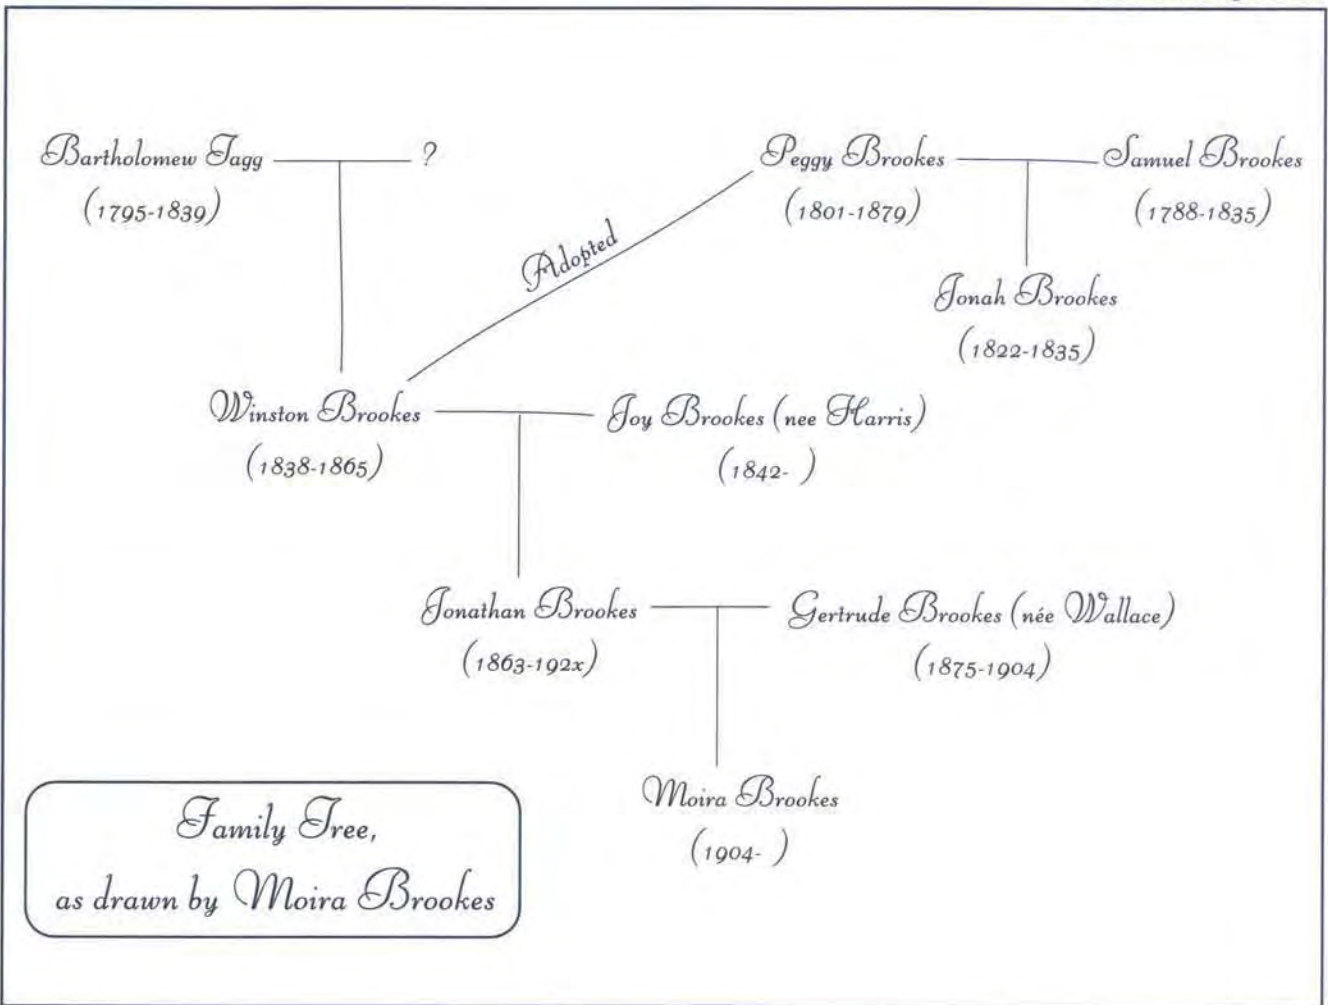 Bartholomew Tagg ? Peggy Brookes Samuel Brookes
(1795-1839) (1801-1879) (1788-1835)
Adopted
Jonah Brookes
(1822-1835)
Winston Brookes Joy Brookes (nee Harris)
(1838-1865) (1842- )
Jonathan Brookes Gertrude Brookes (née Wallace)
(1863-192x) (1875-1904)
Moira Brookes
(1904- )
Family Tree,
as drawn by Moira Brookes